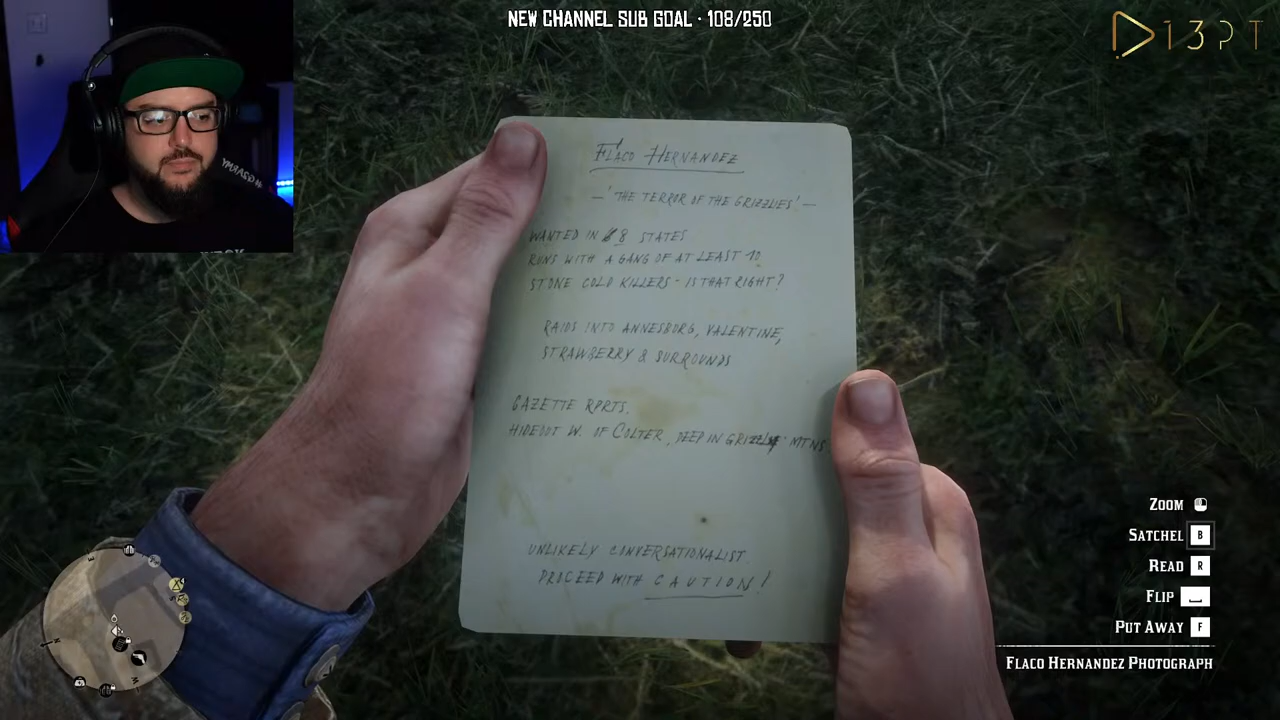 NEW CHANNEL SUB GOAL · 108/250
D13PT
FLACO HERNANDEZ
—'THE TERROR OF THE GRIZZLIES'—
WANTED IN 8 STATES
RUNS WITH A GANG OF AT LEAST 10
STONE COLD KILLERS - IS THAT RIGHT?
RAIDS INTO ANNESBURG, VALENTINE,
STRAWBERRY & SURROUNDS
GAZETTE RPRTS,
HIDEOUT W. OF COLTER, DEEP IN GRIZZLY MTNS
UNLIKELY CONVERSATIONALIST.
PROCEED WITH CAUTION!
ZOOM
SATCHEL B
READ R
FLIP
PUT AWAY F
FLACO HERNANDEZ PHOTOGRAPH